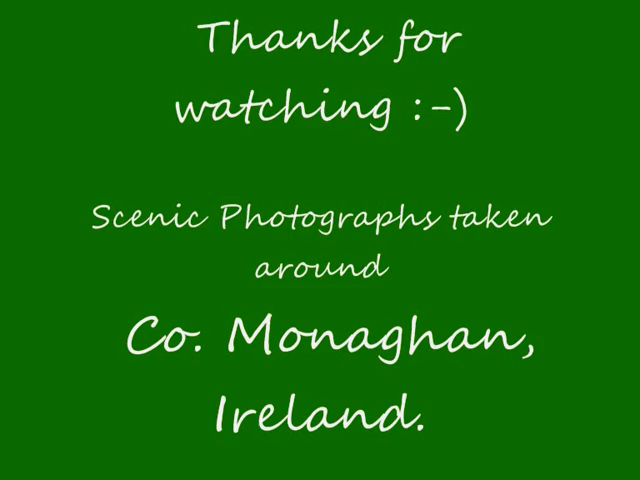 Thanks for
watching :-)
Scenic Photographs taken
around
Co. Monaghan,
Ireland.